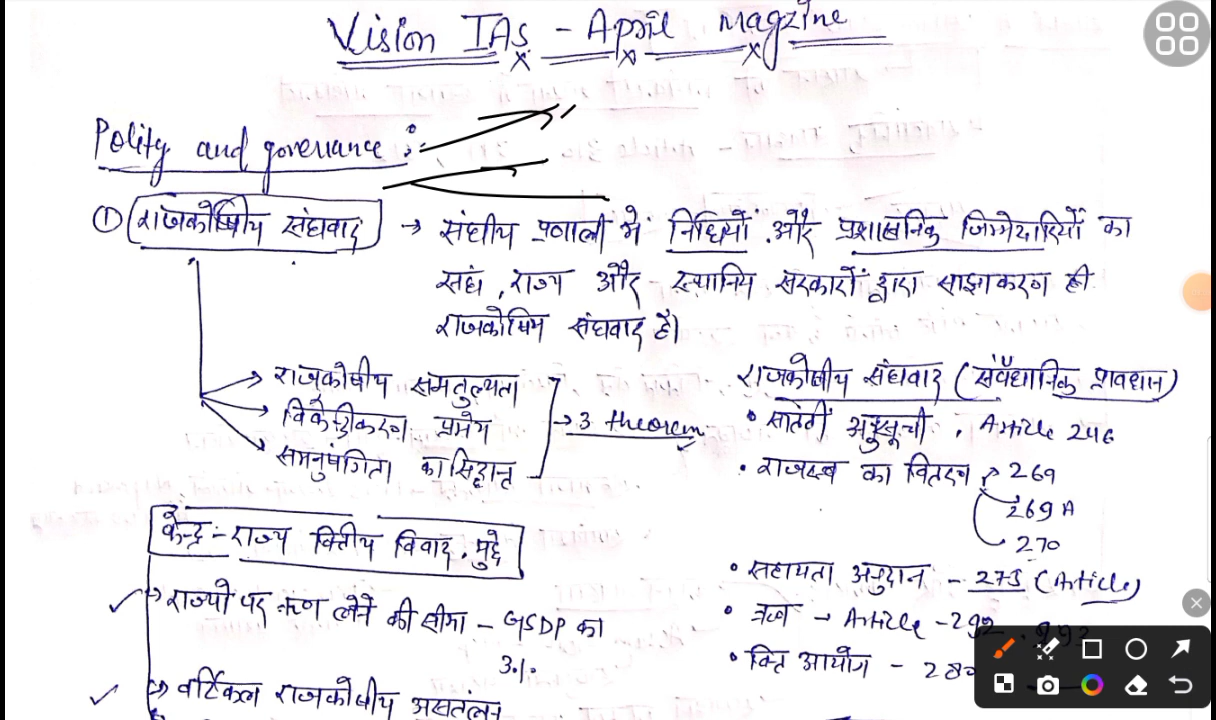 Vision IAS - April magzine
Polity and governance :-
① राजकोषीय संघवाद → संघीय प्रणाली मे निधियों और प्रशासनिक जिम्मेदारियों का
संघ, राज्य और स्थानिय सरकारों द्वारा साझाकरण ही
राजकोषिय संघवाद है।
→ राजकोषीय समतुल्यता
→ विकेन्द्रीकरण प्रमेय
→ समनुषंगिता का सिद्धान्त
→ 3 theorem
राजकोषीय संघवाद (संवैधानिक प्रावधान)
• सातवीं अनुसूची, Article 246
• राजस्व का वितरण → 269
269 A
270
• सहायता अनुदान - 275 (Article)
• ऋण → Article - 292, 293
• वित्त आयोग - 280
केन्द्र - राज्य वितीय विवाद, मुद्दे
→ राज्यों पर ऋण लेने की सीमा - GSDP का
3%
→ वर्टिकल राजकोषीय असंतुलन